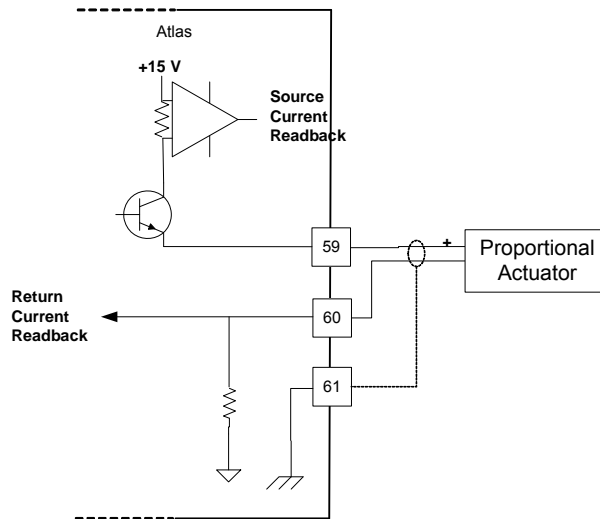 Atlas
+15 V
Source
Current
Readback
59
+
Proportional
Actuator
Return
Current
Readback
60
61